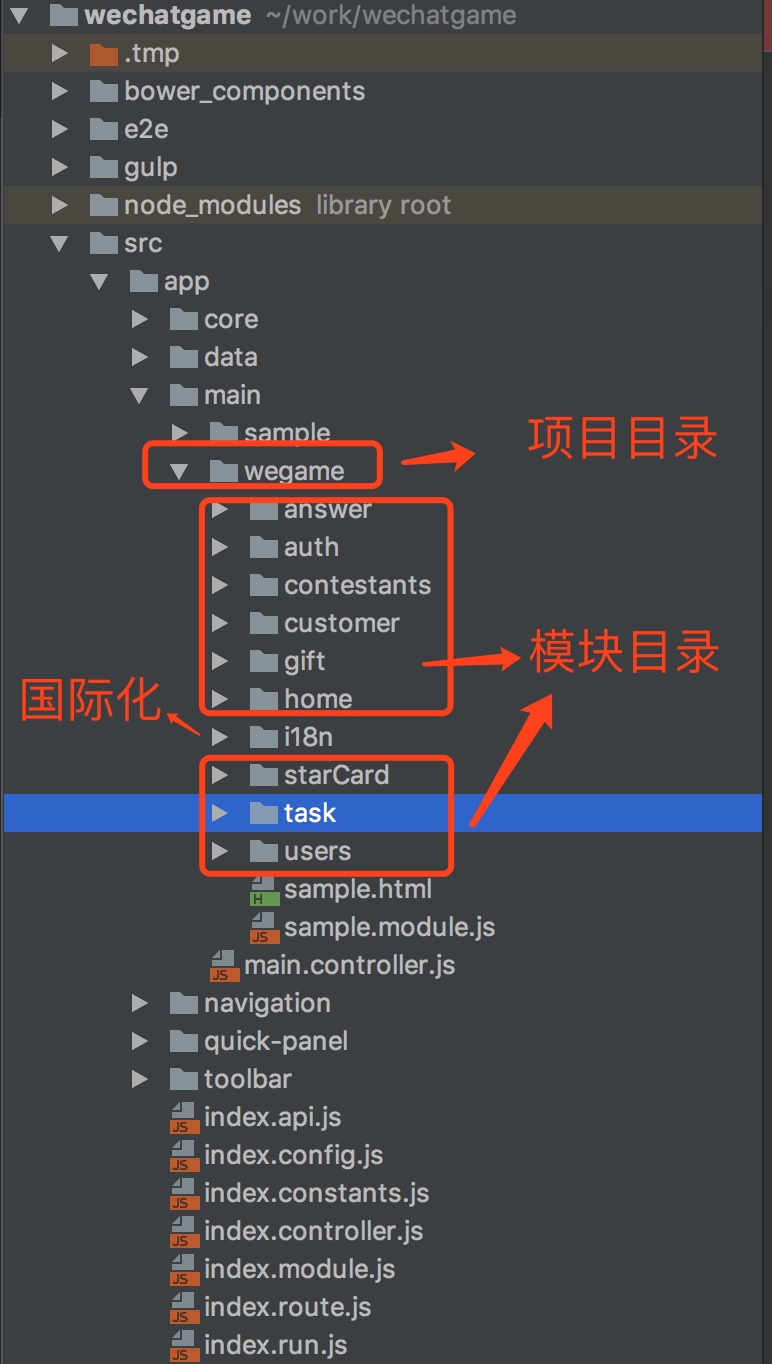 wechatgame ~/work/wechatgame
.tmp
bower_components
e2e
gulp
node_modules library root
src
app
core
data
main
sample
项目目录
wegame
answer
auth
contestants
customer
模块目录
gift
home
国际化
i18n
starCard
task
users
H
sample.html
JS
sample.module.js
JS
main.controller.js
navigation
quick-panel
toolbar
JS
index.api.js
JS
index.config.js
JS
index.constants.js
JS
index.controller.js
JS
index.module.js
JS
index.route.js
JS
index.run.js